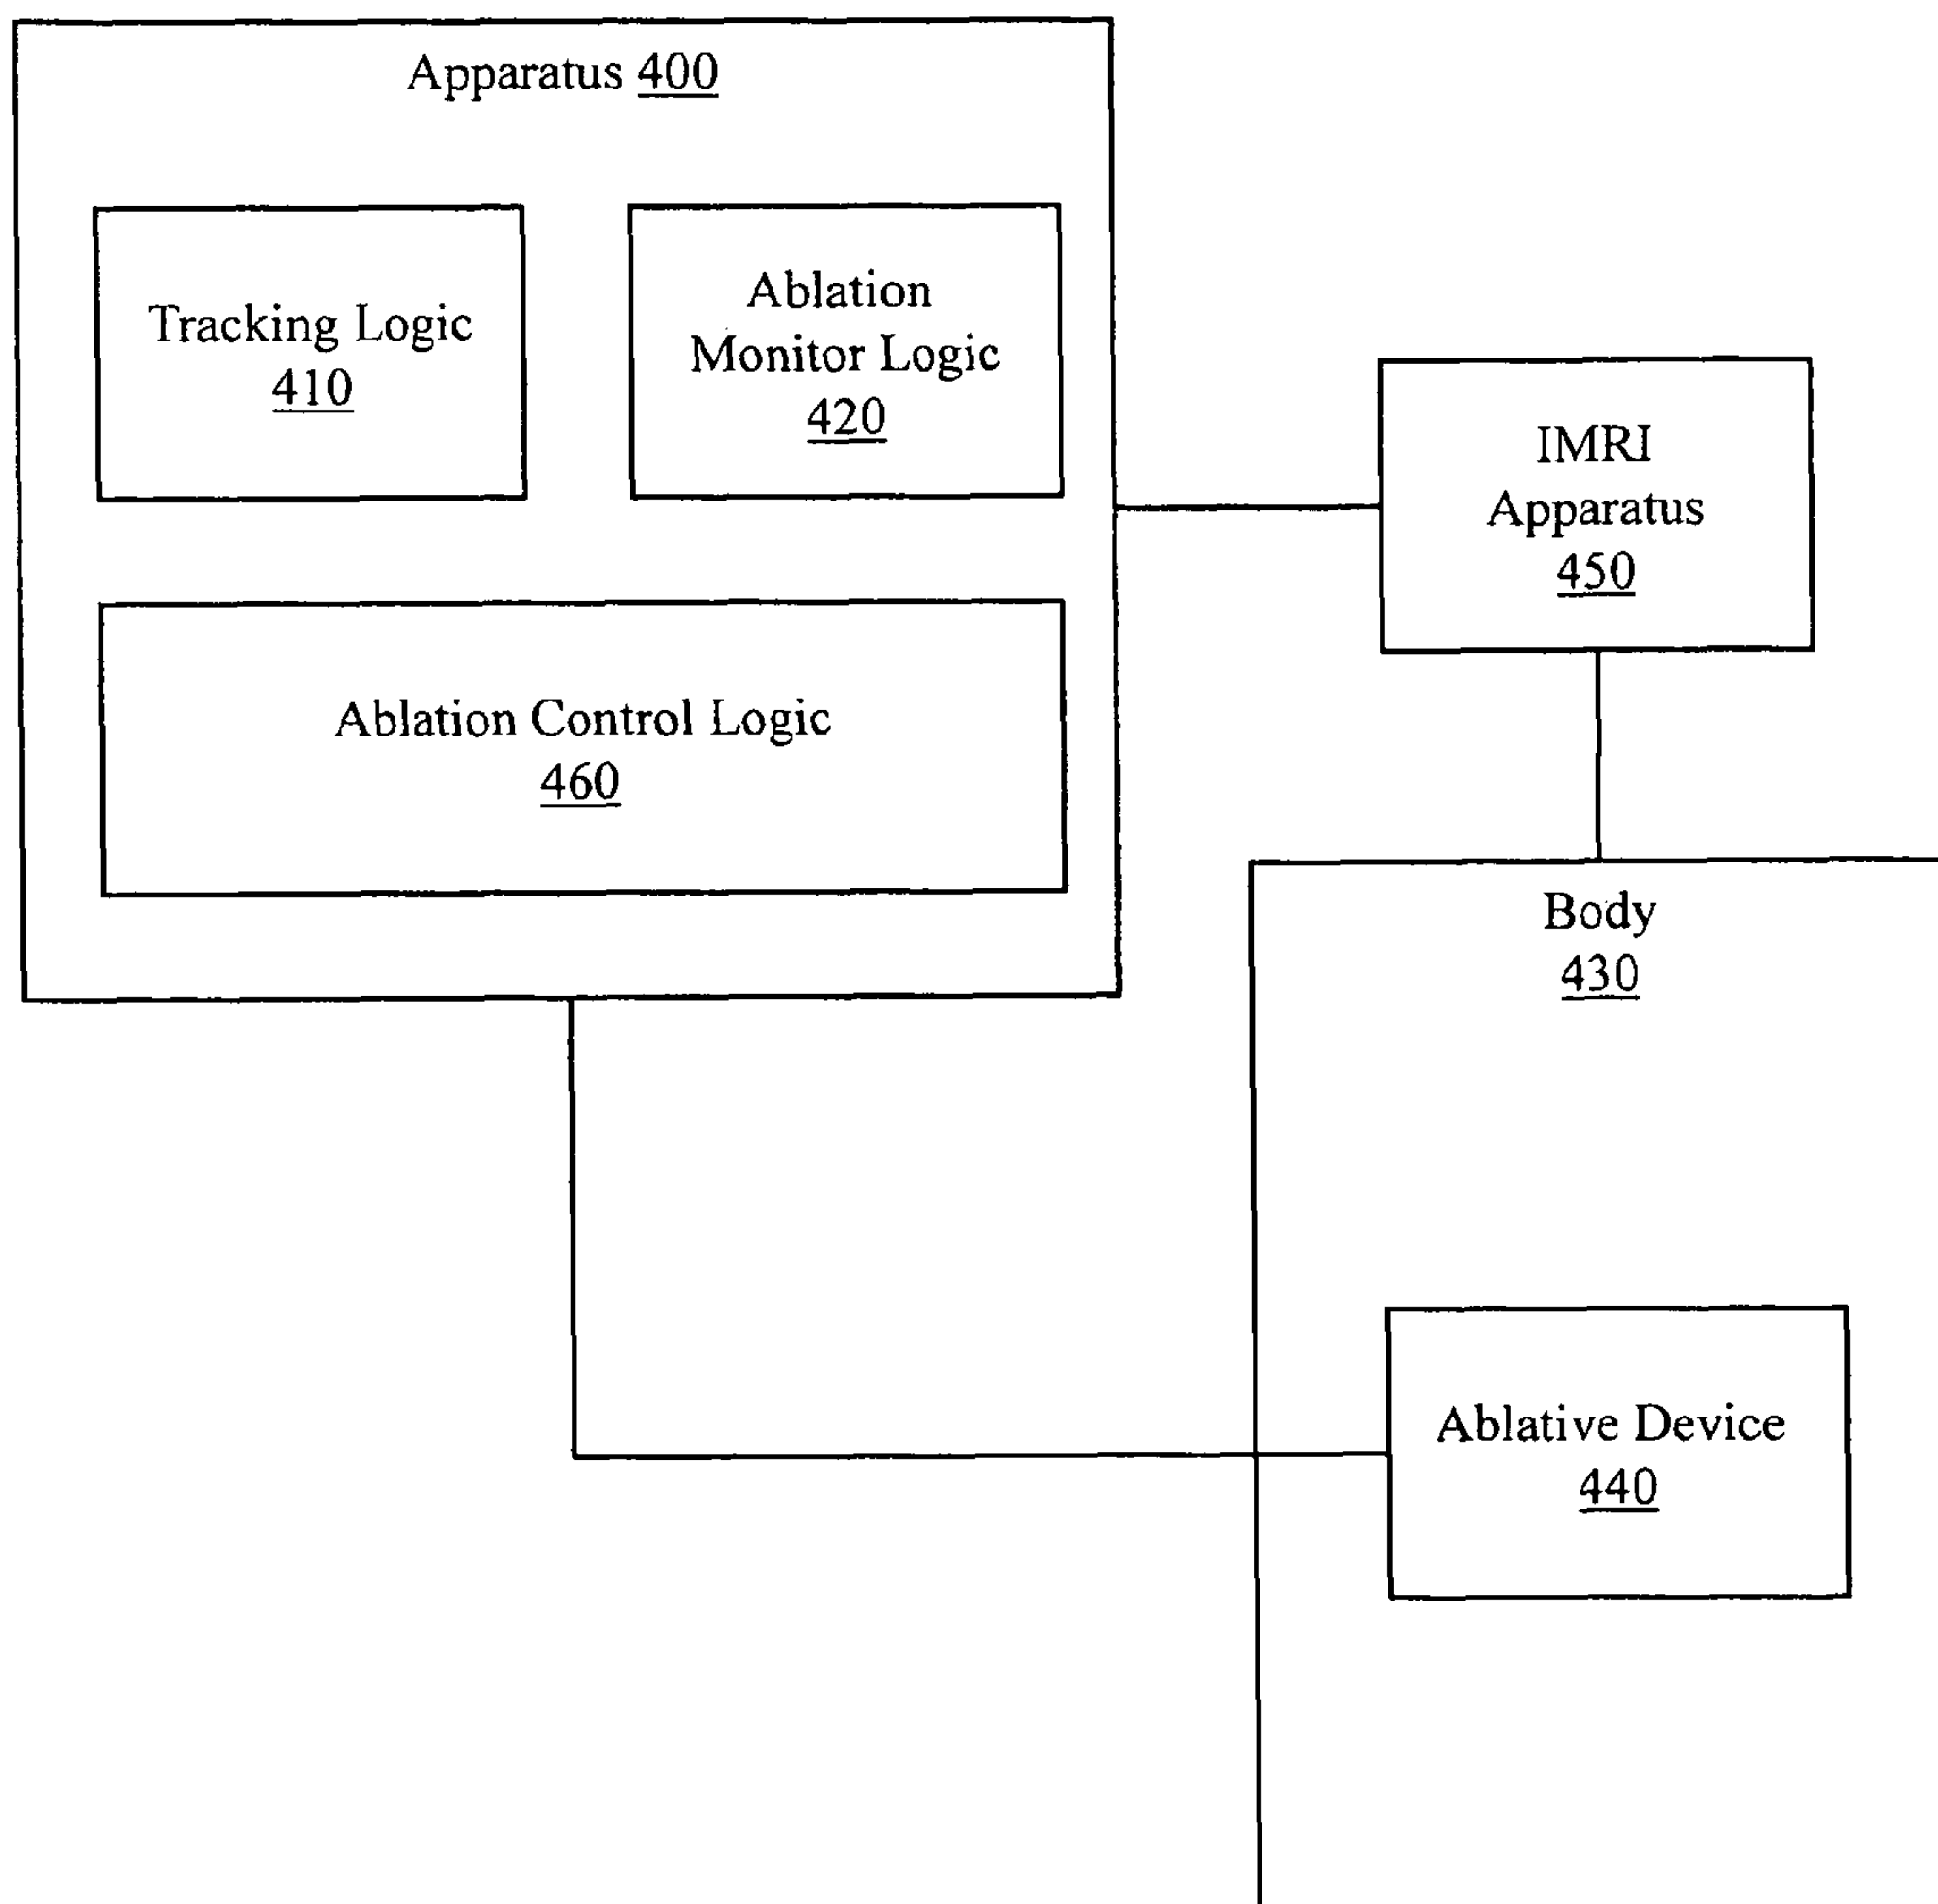 Apparatus 400
Tracking Logic
410
Ablation
Monitor Logic
420
IMRI
Apparatus
450
Ablation Control Logic
460
Body
430
Ablative Device
440